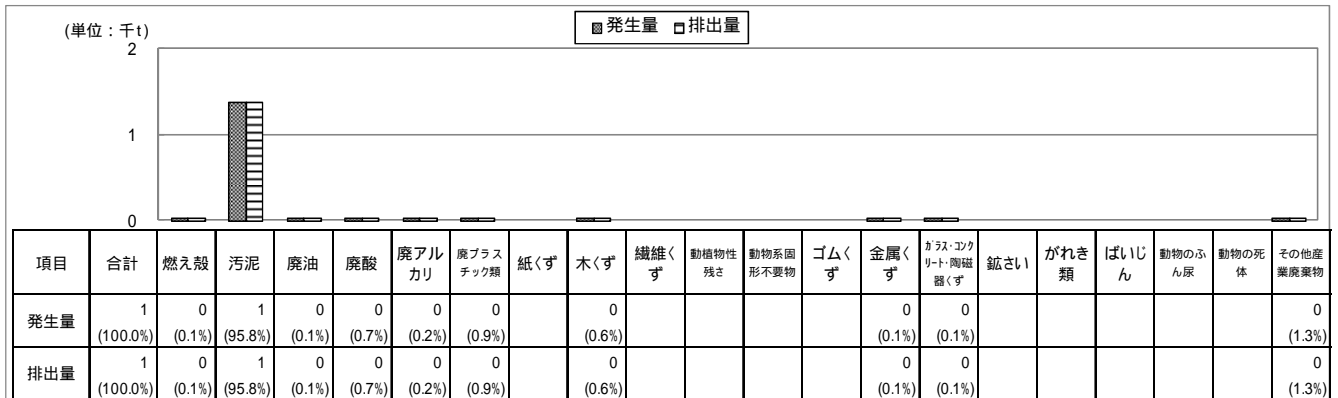 (単位：千t)
発生量 排出量
2
1
0
項目 合計 燃え殻 汚泥 廃油 廃酸 廃アルカリ 廃プラスチック類 紙くず 木くず 繊維くず 動植物性残さ 動物系固形不要物 ゴムくず 金属くず ガラス・コンクリート・陶磁器くず 鉱さい がれき類 ばいじん 動物のふん尿 動物の死体 その他産業廃棄物
発生量 1 0 1 0 0 0 0 0 0 0 0
(100.0%) (0.1%) (95.8%) (0.1%) (0.7%) (0.2%) (0.9%) (0.6%) (0.1%) (0.1%) (1.3%)
排出量 1 0 1 0 0 0 0 0 0 0 0
(100.0%) (0.1%) (95.8%) (0.1%) (0.7%) (0.2%) (0.9%) (0.6%) (0.1%) (0.1%) (1.3%)